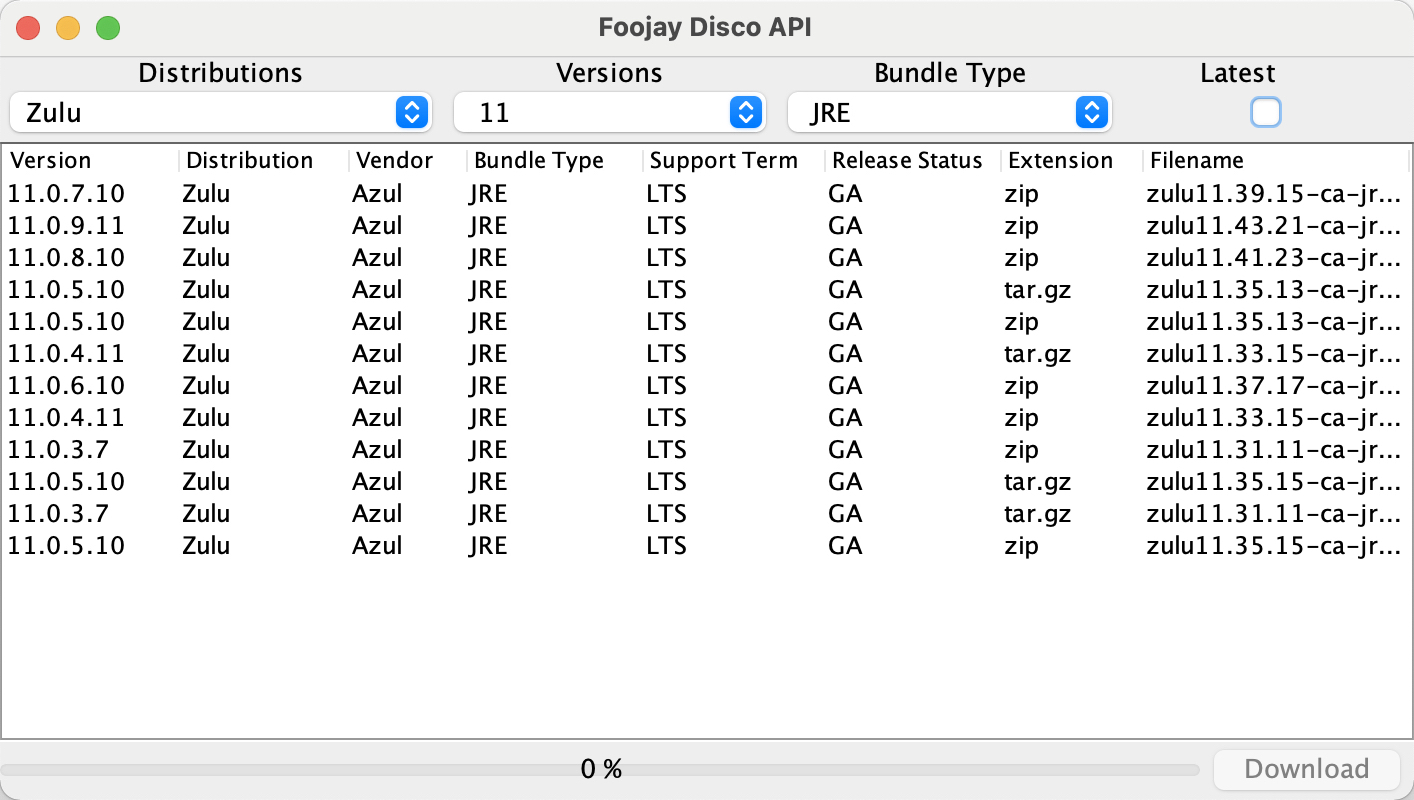 Foojay Disco API
Distributions Versions Bundle Type Latest
Zulu 11 JRE
Version Distribution Vendor Bundle Type Support Term Release Status Extension Filename
11.0.7.10 Zulu Azul JRE LTS GA zip zulu11.39.15-ca-jr...
11.0.9.11 Zulu Azul JRE LTS GA zip zulu11.43.21-ca-jr...
11.0.8.10 Zulu Azul JRE LTS GA zip zulu11.41.23-ca-jr...
11.0.5.10 Zulu Azul JRE LTS GA tar.gz zulu11.35.13-ca-jr...
11.0.5.10 Zulu Azul JRE LTS GA zip zulu11.35.13-ca-jr...
11.0.4.11 Zulu Azul JRE LTS GA tar.gz zulu11.33.15-ca-jr...
11.0.6.10 Zulu Azul JRE LTS GA zip zulu11.37.17-ca-jr...
11.0.4.11 Zulu Azul JRE LTS GA zip zulu11.33.15-ca-jr...
11.0.3.7 Zulu Azul JRE LTS GA zip zulu11.31.11-ca-jr...
11.0.5.10 Zulu Azul JRE LTS GA tar.gz zulu11.35.15-ca-jr...
11.0.3.7 Zulu Azul JRE LTS GA tar.gz zulu11.31.11-ca-jr...
11.0.5.10 Zulu Azul JRE LTS GA zip zulu11.35.15-ca-jr...
0 % Download